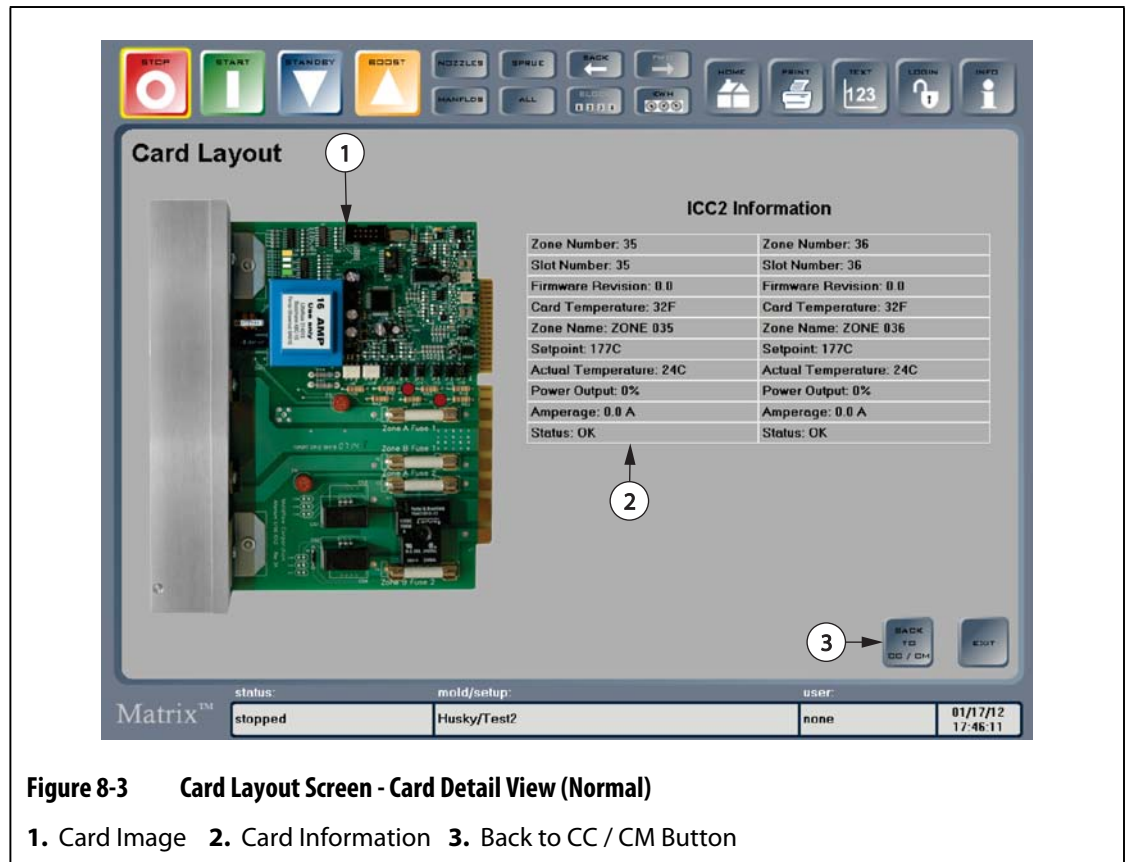 STOP START STANDBY BOOST NOZZLES SPRUE BACK HOME PRINT TEXT LOGIN INFO
MANFLDS ALL KWH 123
Card Layout
1
ICC2 Information
Zone Number: 35 Zone Number: 36
Slot Number: 35 Slot Number: 36
Firmware Revision: 0.0 Firmware Revision: 0.0
Card Temperature: 32F Card Temperature: 32F
Zone Name: ZONE 035 Zone Name: ZONE 036
Setpoint: 177C Setpoint: 177C
Actual Temperature: 24C Actual Temperature: 24C
Power Output: 0% Power Output: 0%
Amperage: 0.0 A Amperage: 0.0 A
Status: OK Status: OK
16 AMP
Use only
Zone A Fuse 1
Zone B Fuse 1
Zone A Fuse 2
Zone B Fuse 2
2
3
BACK
TO
CC / CM
EXIT
status: mold/setup: user:
Matrix™ stopped Husky/Test2 none 01/17/12
17:46:11
Figure 8-3 Card Layout Screen - Card Detail View (Normal)
1. Card Image 2. Card Information 3. Back to CC / CM Button